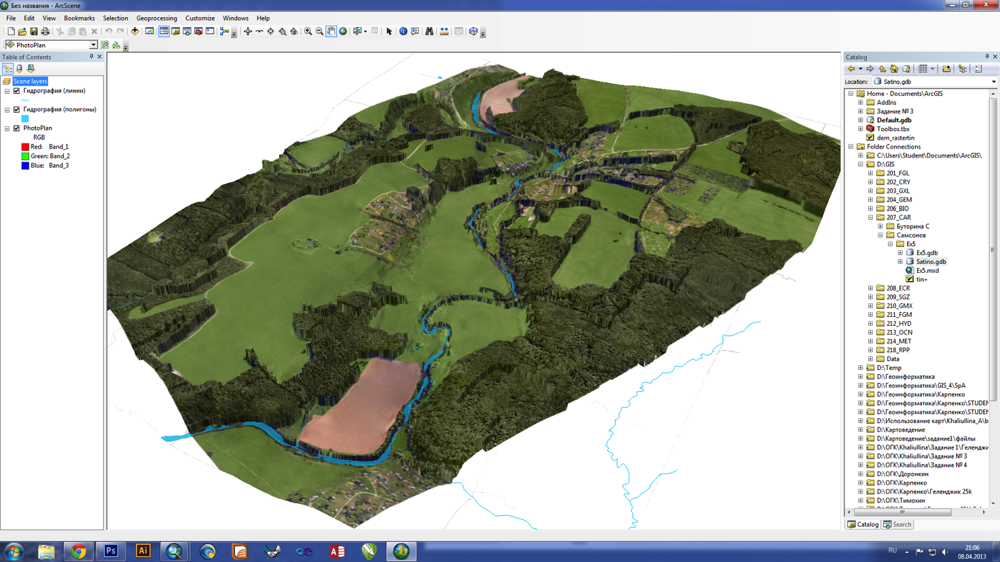 Без названия - ArcScene
File Edit View Bookmarks Selection Geoprocessing Customize Windows Help
PhotoPlan
Table of Contents
Scene layers
Гидрография (линии)
Гидрография (полигоны)
PhotoPlan
RGB
Red: Band_1
Green: Band_2
Blue: Band_3
Catalog
Location: Satino.gdb
Home - Documents\ArcGIS
AddIns
Задание № 3
Default.gdb
Toolbox.tbx
dem_rastertin
Folder Connections
C:\Users\Student\Documents\ArcGIS\
D:\GIS
201_FGL
202_CRY
203_GXL
204_GEM
206_BIO
207_CAR
Буторина С
Самсонов
Ex5
Ex5.gdb
Satino.gdb
Ex5.mxd
tin+
208_ECR
209_SGZ
210_GMX
211_FGM
212_HYD
213_OCN
214_MET
218_RPP
Data
D:\Temp
D:\Геоинформатика
D:\Геоинформатика\GIS_4\SpA
D:\Геоинформатика\Карпенко
D:\Геоинформатика\Карпенко\STUDEN
D:\Геоинформатика\Карпенко\STUDEN
D:\Использование карт\Khaliullina_A\b
D:\Картоведение
D:\Картоведение\задание1\файлы
D:\ОГК\Khaliullina\Задание 1\Геленджи
D:\ОГК\Khaliullina\Задание № 3
D:\ОГК\Khaliullina\Задание № 4
D:\ОГК\Доронкин
D:\ОГК\Карпенко
D:\ОГК\Карпенко\Геленджик 25k
D:\ОГК\Тимохин
Catalog Search
Ps Ai
RU
21:06
08.04.2013